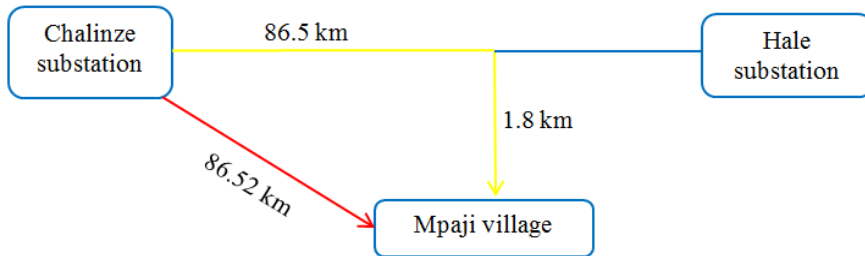 Chalinze
substation
86.5 km
Hale
substation
1.8 km
86.52 km
Mpaji village